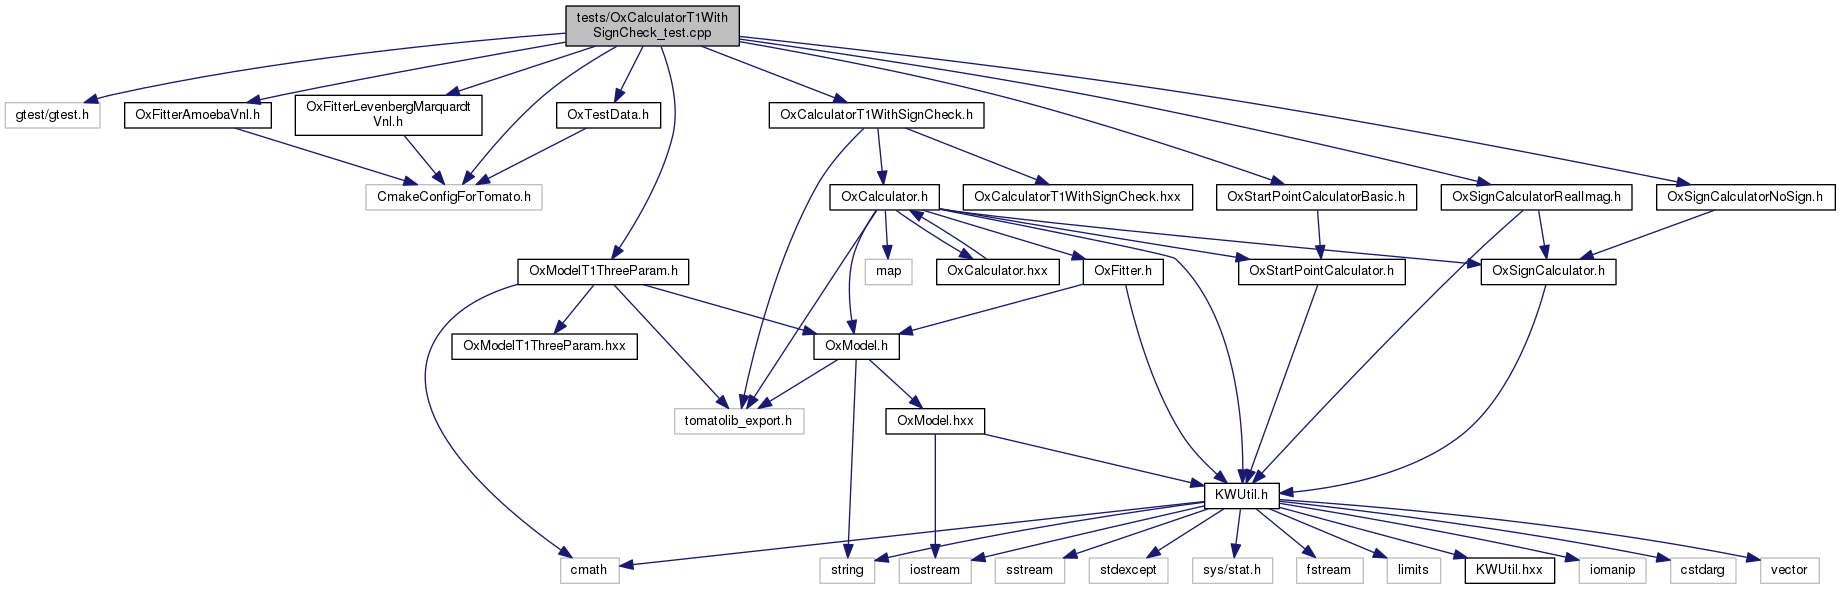 tests/OxCalculatorT1With
SignCheck_test.cpp
gtest/gtest.h
OxFitterAmoebaVnl.h
OxFitterLevenbergMarquardt
Vnl.h
OxTestData.h
OxCalculatorT1WithSignCheck.h
CmakeConfigForTomato.h
OxCalculator.h
OxCalculatorT1WithSignCheck.hxx
OxStartPointCalculatorBasic.h
OxSignCalculatorRealImag.h
OxSignCalculatorNoSign.h
OxModelT1ThreeParam.h
map
OxCalculator.hxx
OxFitter.h
OxStartPointCalculator.h
OxSignCalculator.h
OxModelT1ThreeParam.hxx
OxModel.h
tomatolib_export.h
OxModel.hxx
KWUtil.h
cmath
string
iostream
sstream
stdexcept
sys/stat.h
fstream
limits
KWUtil.hxx
iomanip
cstdarg
vector